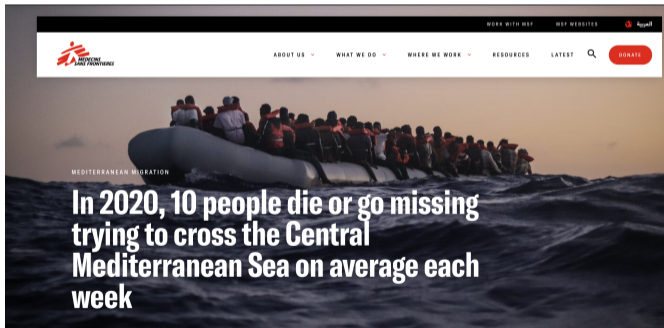 WORK WITH MSF MSF WEBSITES العربية
MEDECINS
SANS FRONTIERES
ABOUT US WHAT WE DO WHERE WE WORK RESOURCES LATEST DONATE
MEDITERRANEAN MIGRATION
In 2020, 10 people die or go missing
trying to cross the Central
Mediterranean Sea on average each
week